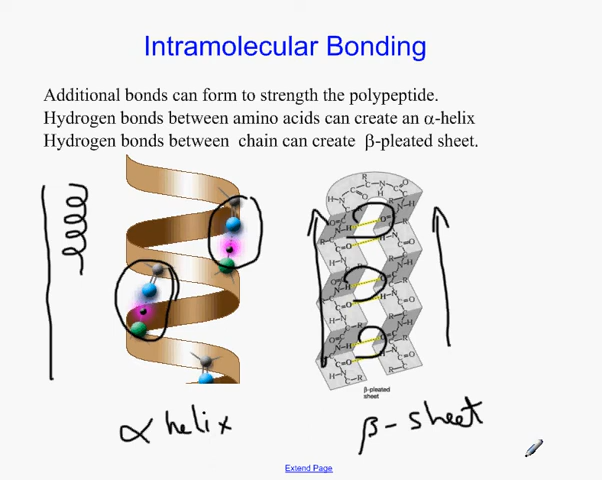 Intramolecular Bonding
Additional bonds can form to strength the polypeptide.
Hydrogen bonds between amino acids can create an α-helix
Hydrogen bonds between chain can create β-pleated sheet.
β-pleated
sheet
α helix
β-sheet
Extend Page